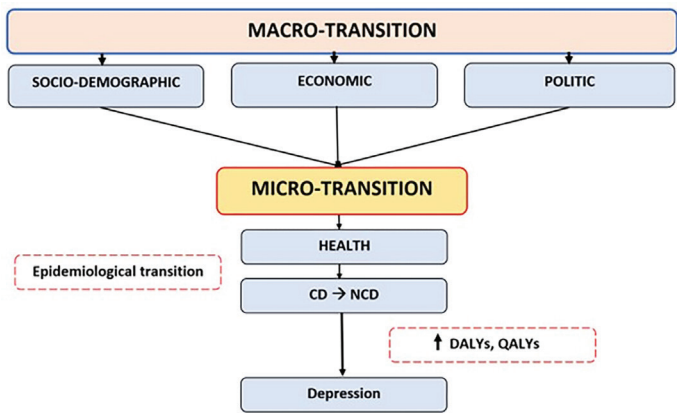 MACRO-TRANSITION
SOCIO-DEMOGRAPHIC
ECONOMIC
POLITIC
MICRO-TRANSITION
HEALTH
Epidemiological transition
CD → NCD
⬆ DALYs, QALYs
Depression